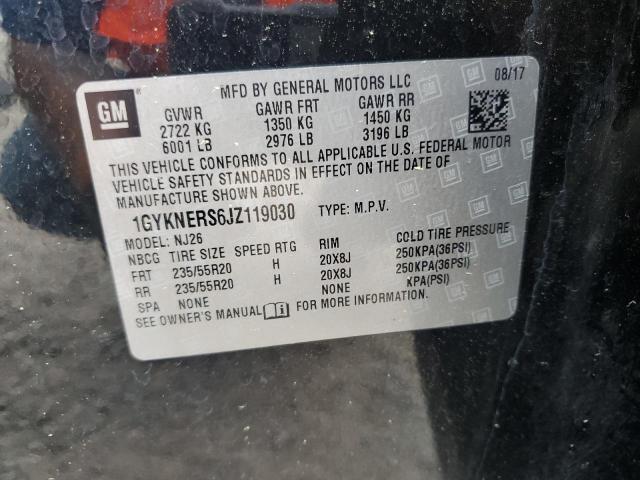 GM
MFD BY GENERAL MOTORS LLC 08/17
GVWR GAWR FRT GAWR RR
2722 KG 1350 KG 1450 KG
6001 LB 2976 LB 3196 LB
THIS VEHICLE CONFORMS TO ALL APPLICABLE U.S. FEDERAL MOTOR
VEHICLE SAFETY STANDARDS IN EFFECT ON THE DATE OF
MANUFACTURE SHOWN ABOVE.
1GYKNERS6JZ119030 TYPE: M.P.V.
MODEL: NJ26
NBCG TIRE SIZE SPEED RTG RIM COLD TIRE PRESSURE
FRT 235/55R20 H 20X8J 250KPA(36PSI)
RR 235/55R20 H 20X8J 250KPA(36PSI)
SPA NONE NONE KPA(PSI)
SEE OWNER'S MANUAL FOR MORE INFORMATION.